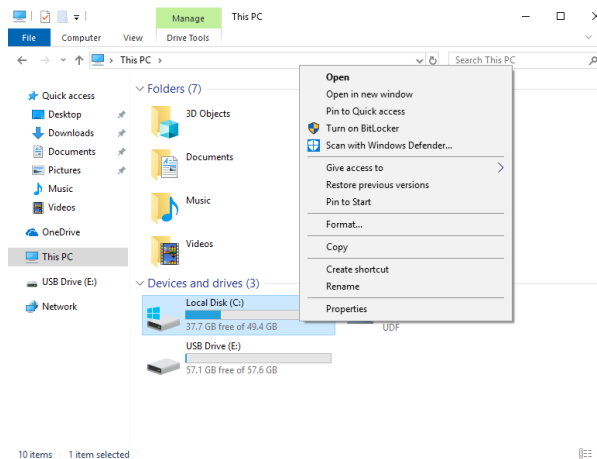 Manage
This PC
File
Computer
View
Drive Tools
This PC
Search This PC
Quick access
Desktop
Downloads
Documents
Pictures
Music
Videos
OneDrive
This PC
USB Drive (E:)
Network
Folders (7)
3D Objects
Documents
Music
Videos
Devices and drives (3)
Local Disk (C:)
37.7 GB free of 49.4 GB
UDF
USB Drive (E:)
57.1 GB free of 57.6 GB
Open
Open in new window
Pin to Quick access
Turn on BitLocker
Scan with Windows Defender...
Give access to
Restore previous versions
Pin to Start
Format...
Copy
Create shortcut
Rename
Properties
10 items
1 item selected